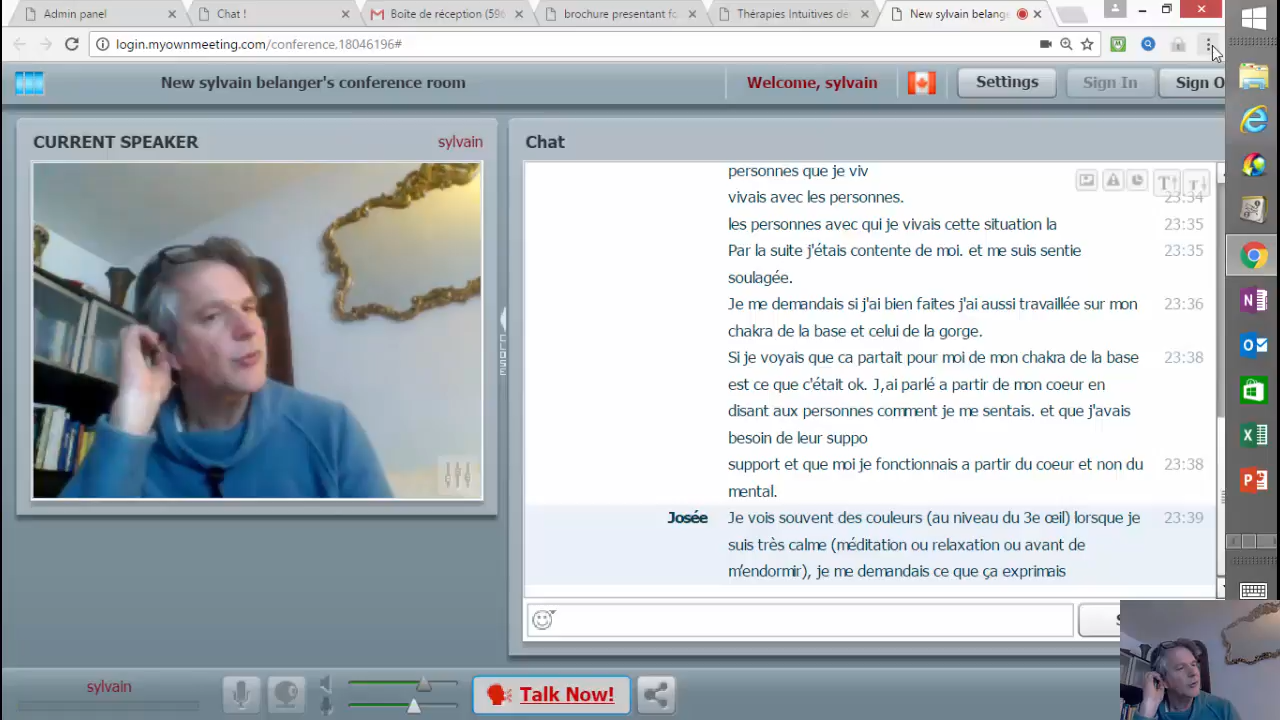 Admin panel
Chat !
Boîte de réception (596
brochure presentant fo
Thérapies Intuitives dé
New sylvain belange
login.myownmeeting.com/conference,18046196#
New sylvain belanger's conference room
Welcome, sylvain
Settings
Sign In
Sign O
CURRENT SPEAKER
sylvain
Chat
personnes que je viv
vivais avec les personnes.
23:34
les personnes avec qui je vivais cette situation la
23:35
Par la suite j'étais contente de moi. et me suis sentie
23:35
soulagée.
Je me demandais si j'ai bien faites j'ai aussi travaillée sur mon
23:36
chakra de la base et celui de la gorge.
Si je voyais que ca partait pour moi de mon chakra de la base
23:38
est ce que c'était ok. J,ai parlé a partir de mon coeur en
disant aux personnes comment je me sentais. et que j'avais
besoin de leur suppo
support et que moi je fonctionnais a partir du coeur et non du
23:38
mental.
Josée
Je vois souvent des couleurs (au niveau du 3e œil) lorsque je
23:39
suis très calme (méditation ou relaxation ou avant de
m'endormir), je me demandais ce que ça exprimais
CLOSE
sylvain
Talk Now!